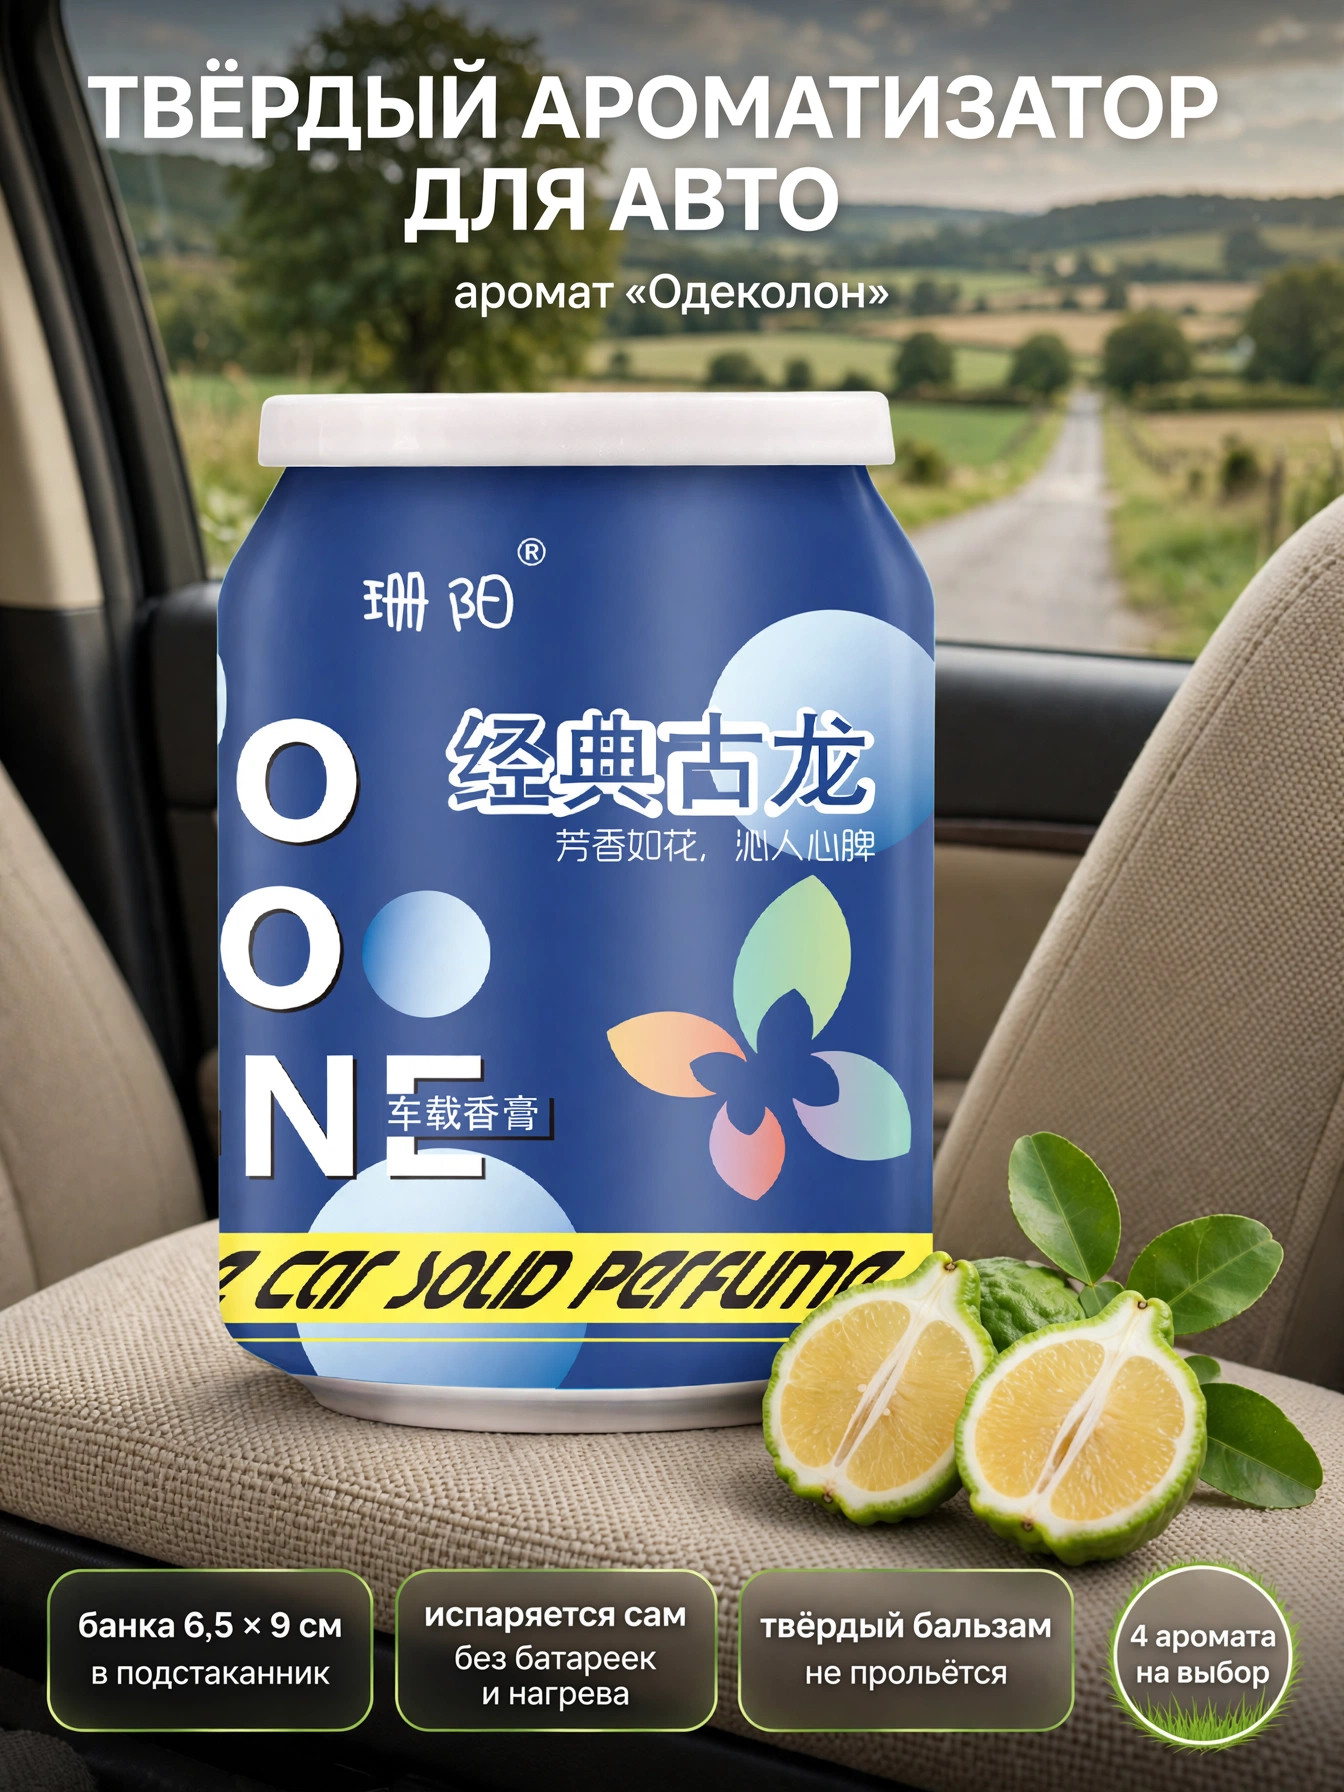 ТВЁРДЫЙ АРОМАТИЗАТОР
ДЛЯ АВТО
аромат «Одеколон»
珊阳®
经典古龙
芳香如花，沁人心脾
O
O
NE
车载香膏
e car solid perfume
банка 6,5 × 9 см
в подстаканник
испаряется сам
без батареек
и нагрева
твёрдый бальзам
не прольётся
4 аромата
на выбор